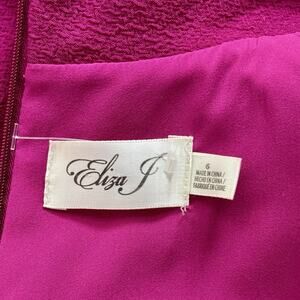 Eliza J
6
MADE IN CHINA /
HECHO EN CHINA /
FABRIQUÉ EN CHINE